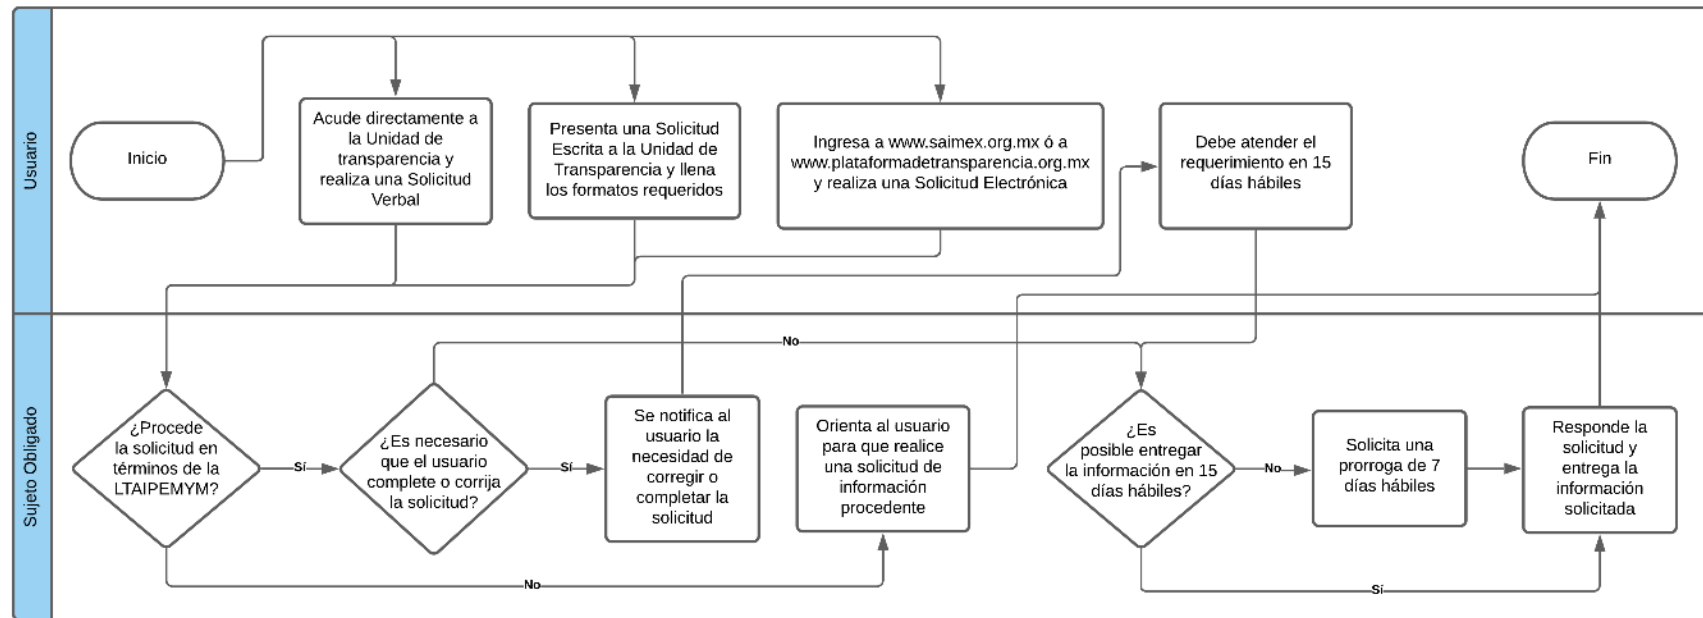 Usuario
Inicio
Acude directamente a
la Unidad de
transparencia y
realiza una Solicitud
Verbal
Presenta una Solicitud
Escrita a la Unidad de
Transparencia y llena
los formatos requeridos
Ingresa a www.saimex.org.mx ó a
www.plataformadetransparencia.org.mx
y realiza una Solicitud Electrónica
Debe atender el
requerimiento en 15
días hábiles
Fin
Sujeto Obligado
¿Procede
la solicitud en
términos de la
LTAIPEMYM?
Sí
¿Es necesario
que el usuario
complete o corrija
la solicitud?
Sí
No
Se notifica al
usuario la
necesidad de
corregir o
completar la
solicitud
Orienta al usuario
para que realice
una solicitud de
información
procedente
No
¿Es
posible entregar
la información en 15
días hábiles?
No
Solicita una
prorroga de 7
días hábiles
Responde la
solicitud y
entrega la
información
solicitada
Sí